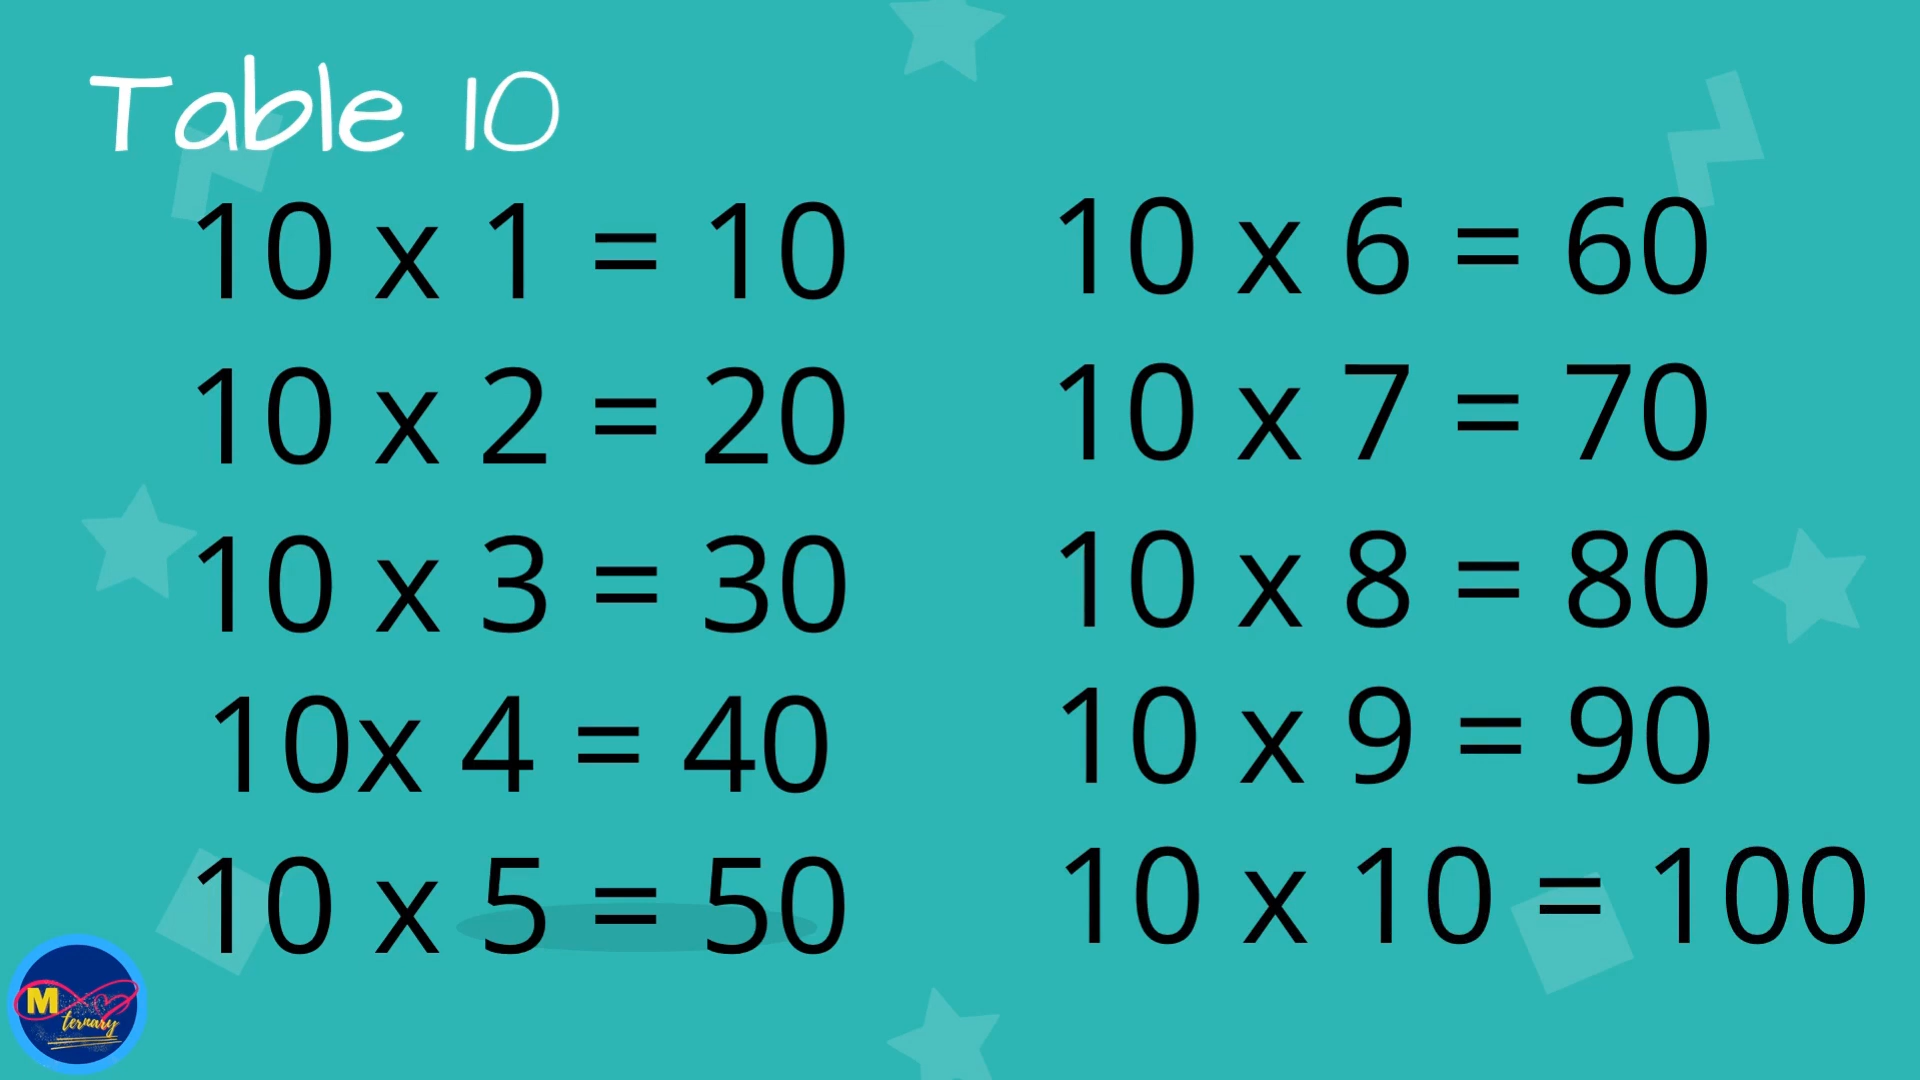 Table 10
10 x 1 = 10
10 x 2 = 20
10 x 3 = 30
10x 4 = 40
10 x 5 = 50
10 x 6 = 60
10 x 7 = 70
10 x 8 = 80
10 x 9 = 90
10 x 10 = 100
M
ternary